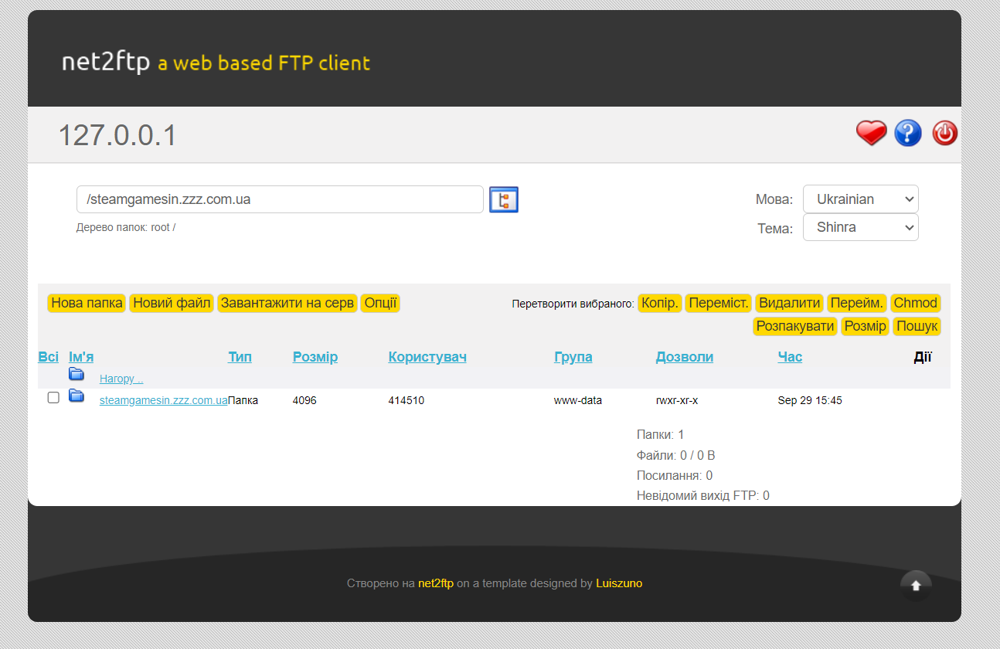 net2ftp a web based FTP client
127.0.0.1
/steamgamesin.zzz.com.ua
Мова: Ukrainian
Дерево папок: root /
Тема: Shinra
Нова папка Новий файл Завантажити на серв Опції Перетворити вибраного: Копір. Переміст. Видалити Перейм. Chmod
Розпакувати Розмір Пошук
Всі Ім'я Тип Розмір Користувач Група Дозволи Час Дії
Нагору ..
steamgamesin.zzz.com.ua Папка 4096 414510 www-data rwxr-xr-x Sep 29 15:45
Папки: 1
Файли: 0 / 0 B
Посилання: 0
Невідомий вихід FTP: 0
Створено на net2ftp on a template designed by Luiszuno